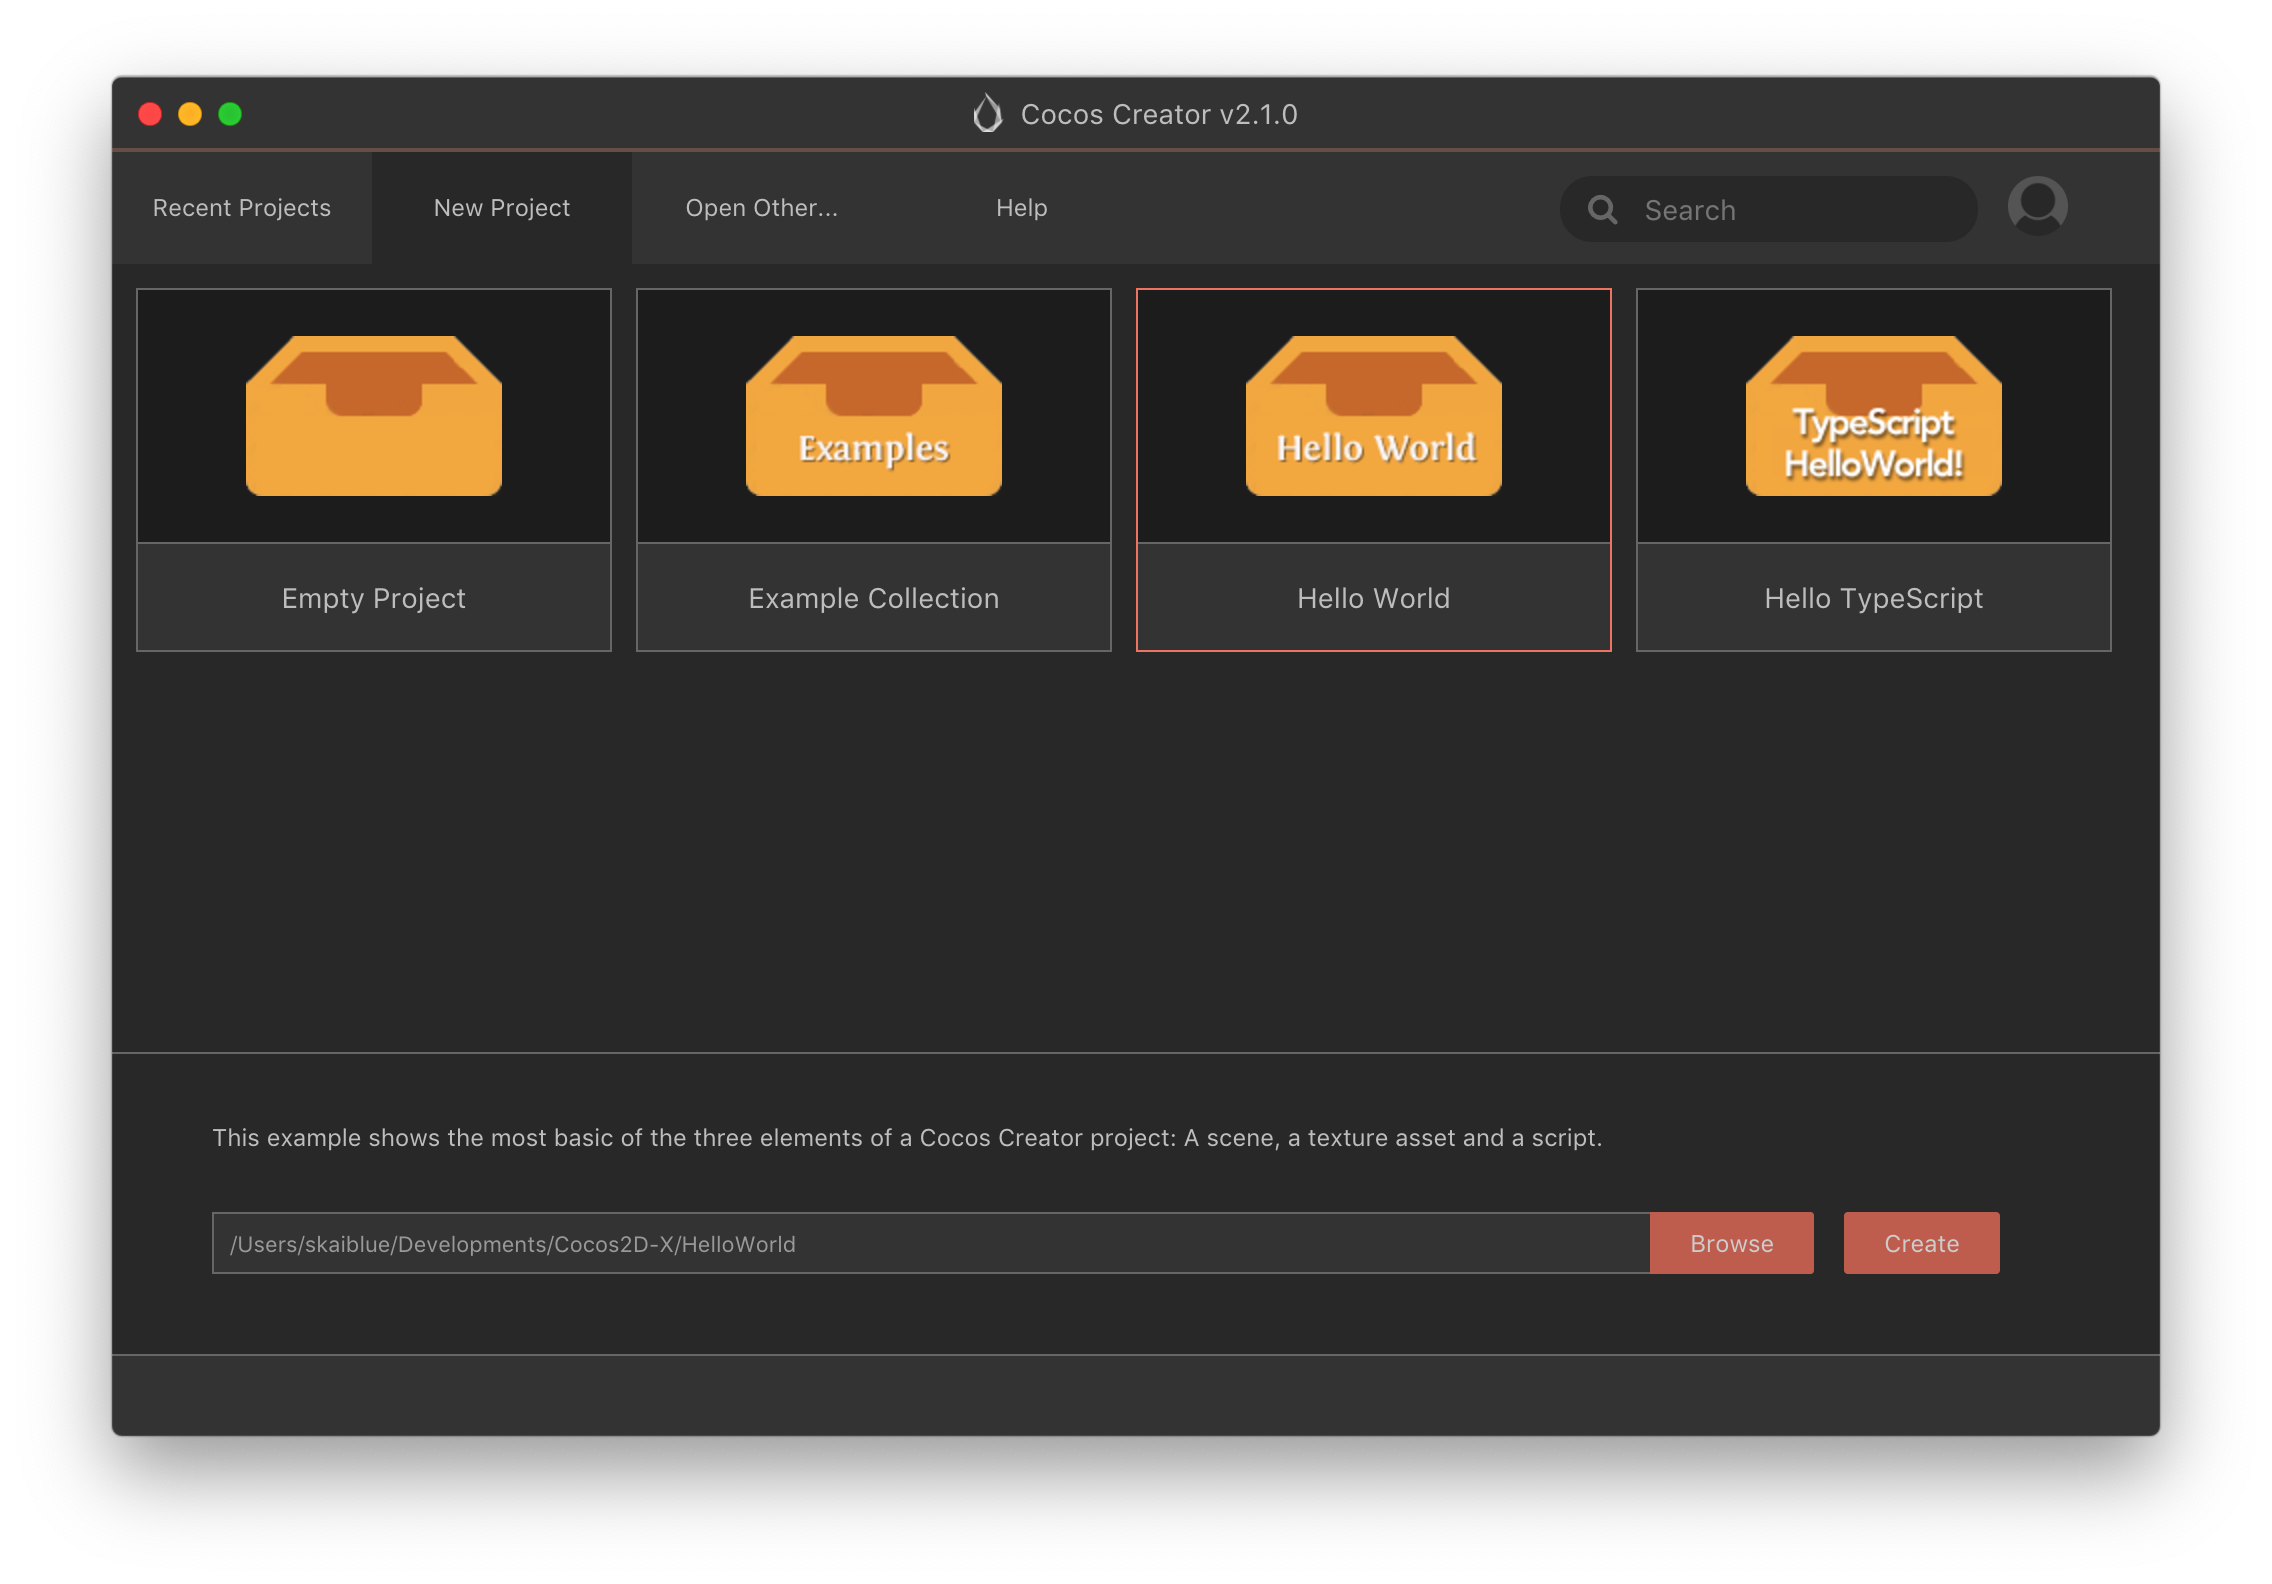 Cocos Creator v2.1.0
Recent Projects
New Project
Open Other...
Help
Search
Examples
Hello World
TypeScript
HelloWorld!
Empty Project
Example Collection
Hello World
Hello TypeScript
This example shows the most basic of the three elements of a Cocos Creator project: A scene, a texture asset and a script.
/Users/skaiblue/Developments/Cocos2D-X/HelloWorld
Browse
Create